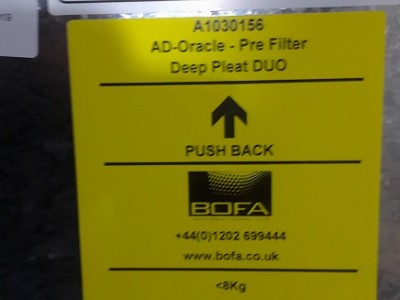 19
A1030156
AD-Oracle - Pre Filter
Deep Pleat DUO
PUSH BACK
BOFA
+44(0)1202 699444
www.bofa.co.uk
<8Kg